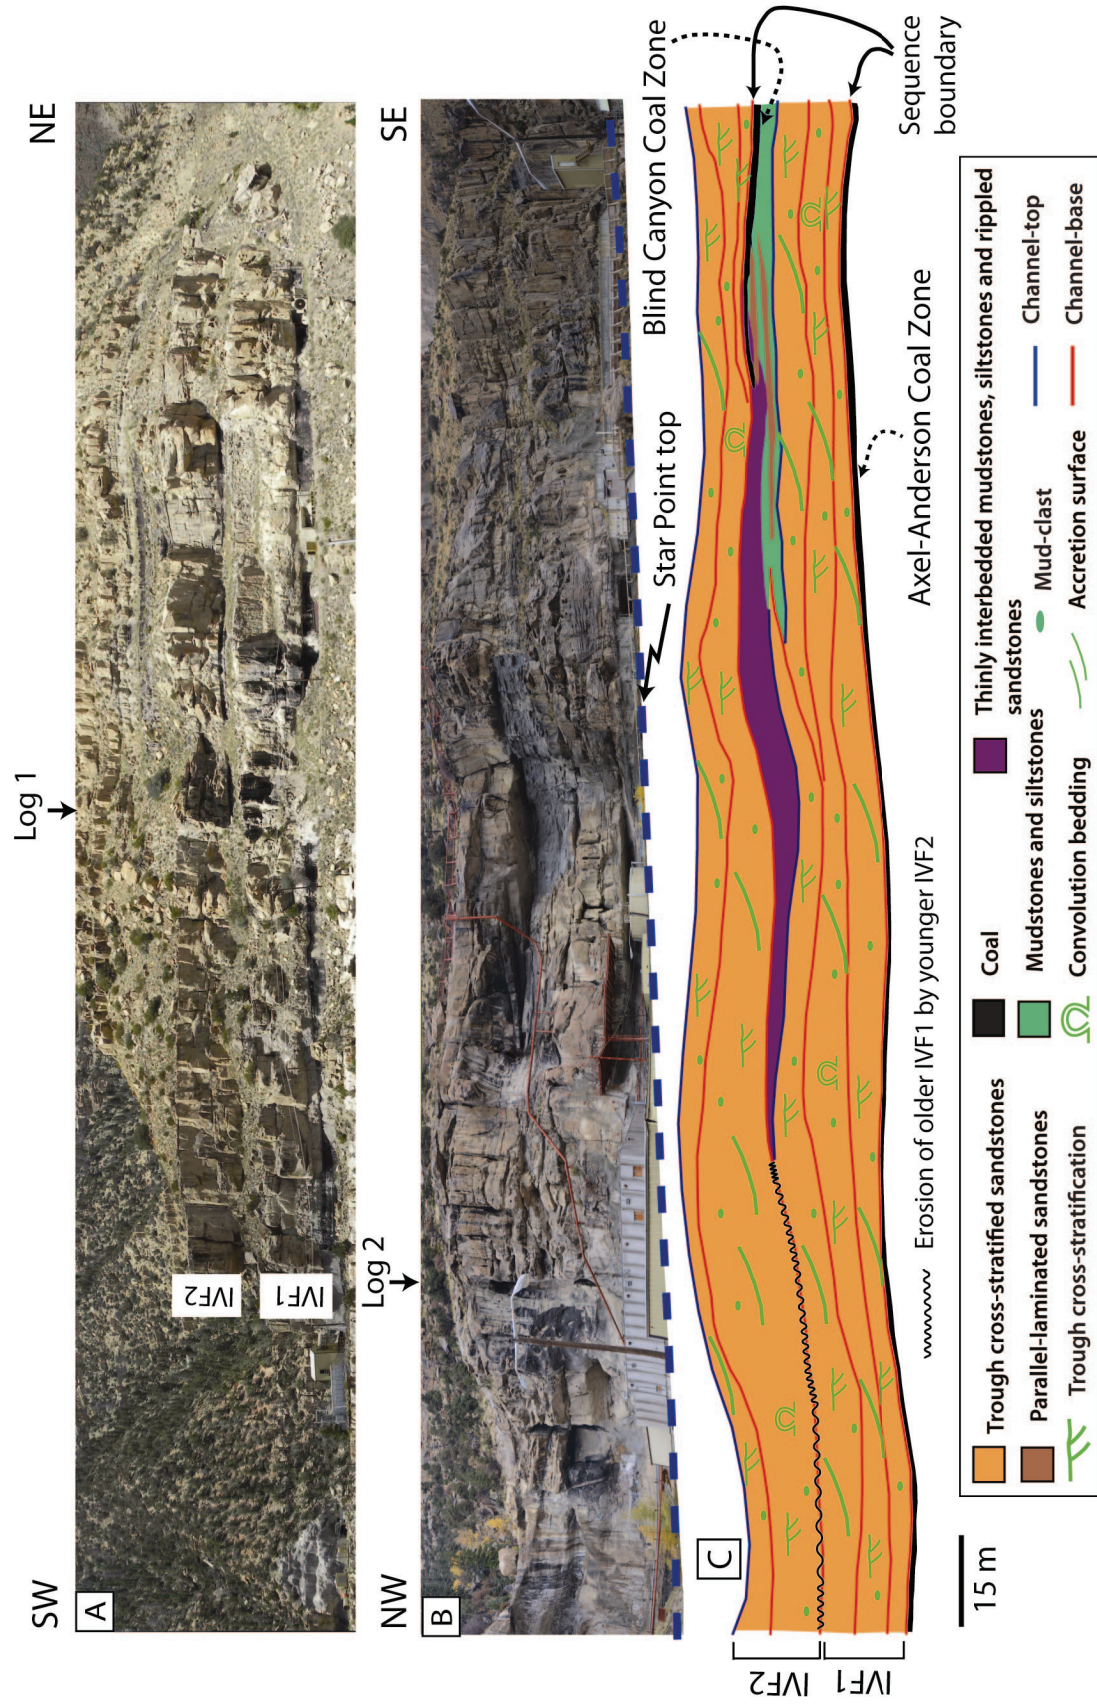 SW
NE
A
Log 1
IVF2
IVF1
NW
SE
B
Log 2
Star Point top
Blind Canyon Coal Zone
C
IVF2
IVF1
Erosion of older IVF1 by younger IVF2
Axel-Anderson Coal Zone
Sequence
boundary
15 m
Trough cross-stratified sandstones
Parallel-laminated sandstones
Trough cross-stratification
Coal
Mudstones and siltstones
Convolution bedding
Thinly interbedded mudstones, siltstones and rippled
sandstones
Mud-clast
Accretion surface
Channel-top
Channel-base